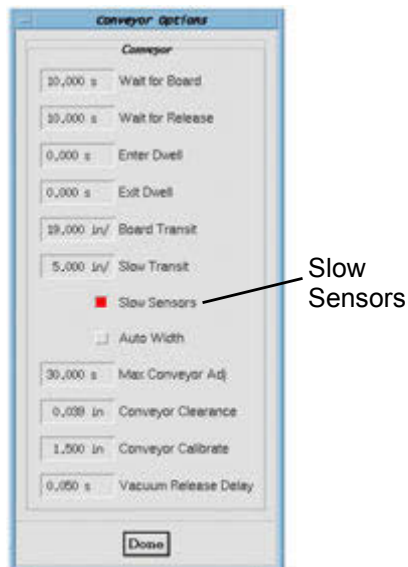 Conveyor Options
Conveyor
10.000 s Wait for Board
10.000 s Wait for Release
0.000 s Enter Dwell
0.000 s Exit Dwell
19.000 in/ Board Transit
5.000 in/ Slow Transit
Slow Sensors
Slow
Sensors
Auto Width
30.000 s Max Conveyor Adj
0.039 in Conveyor Clearance
1.500 in Conveyor Calibrate
0.050 s Vacuum Release Delay
Done